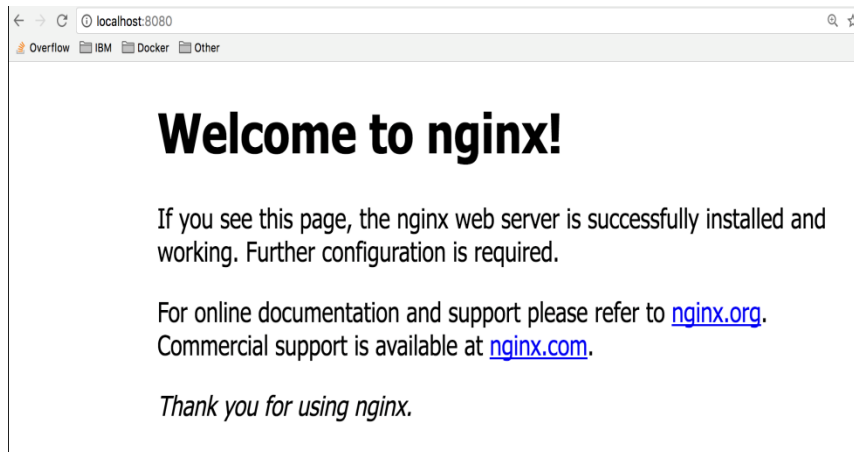 localhost:8080
Overflow IBM Docker Other
Welcome to nginx!
If you see this page, the nginx web server is successfully installed and
working. Further configuration is required.
For online documentation and support please refer to nginx.org.
Commercial support is available at nginx.com.
Thank you for using nginx.